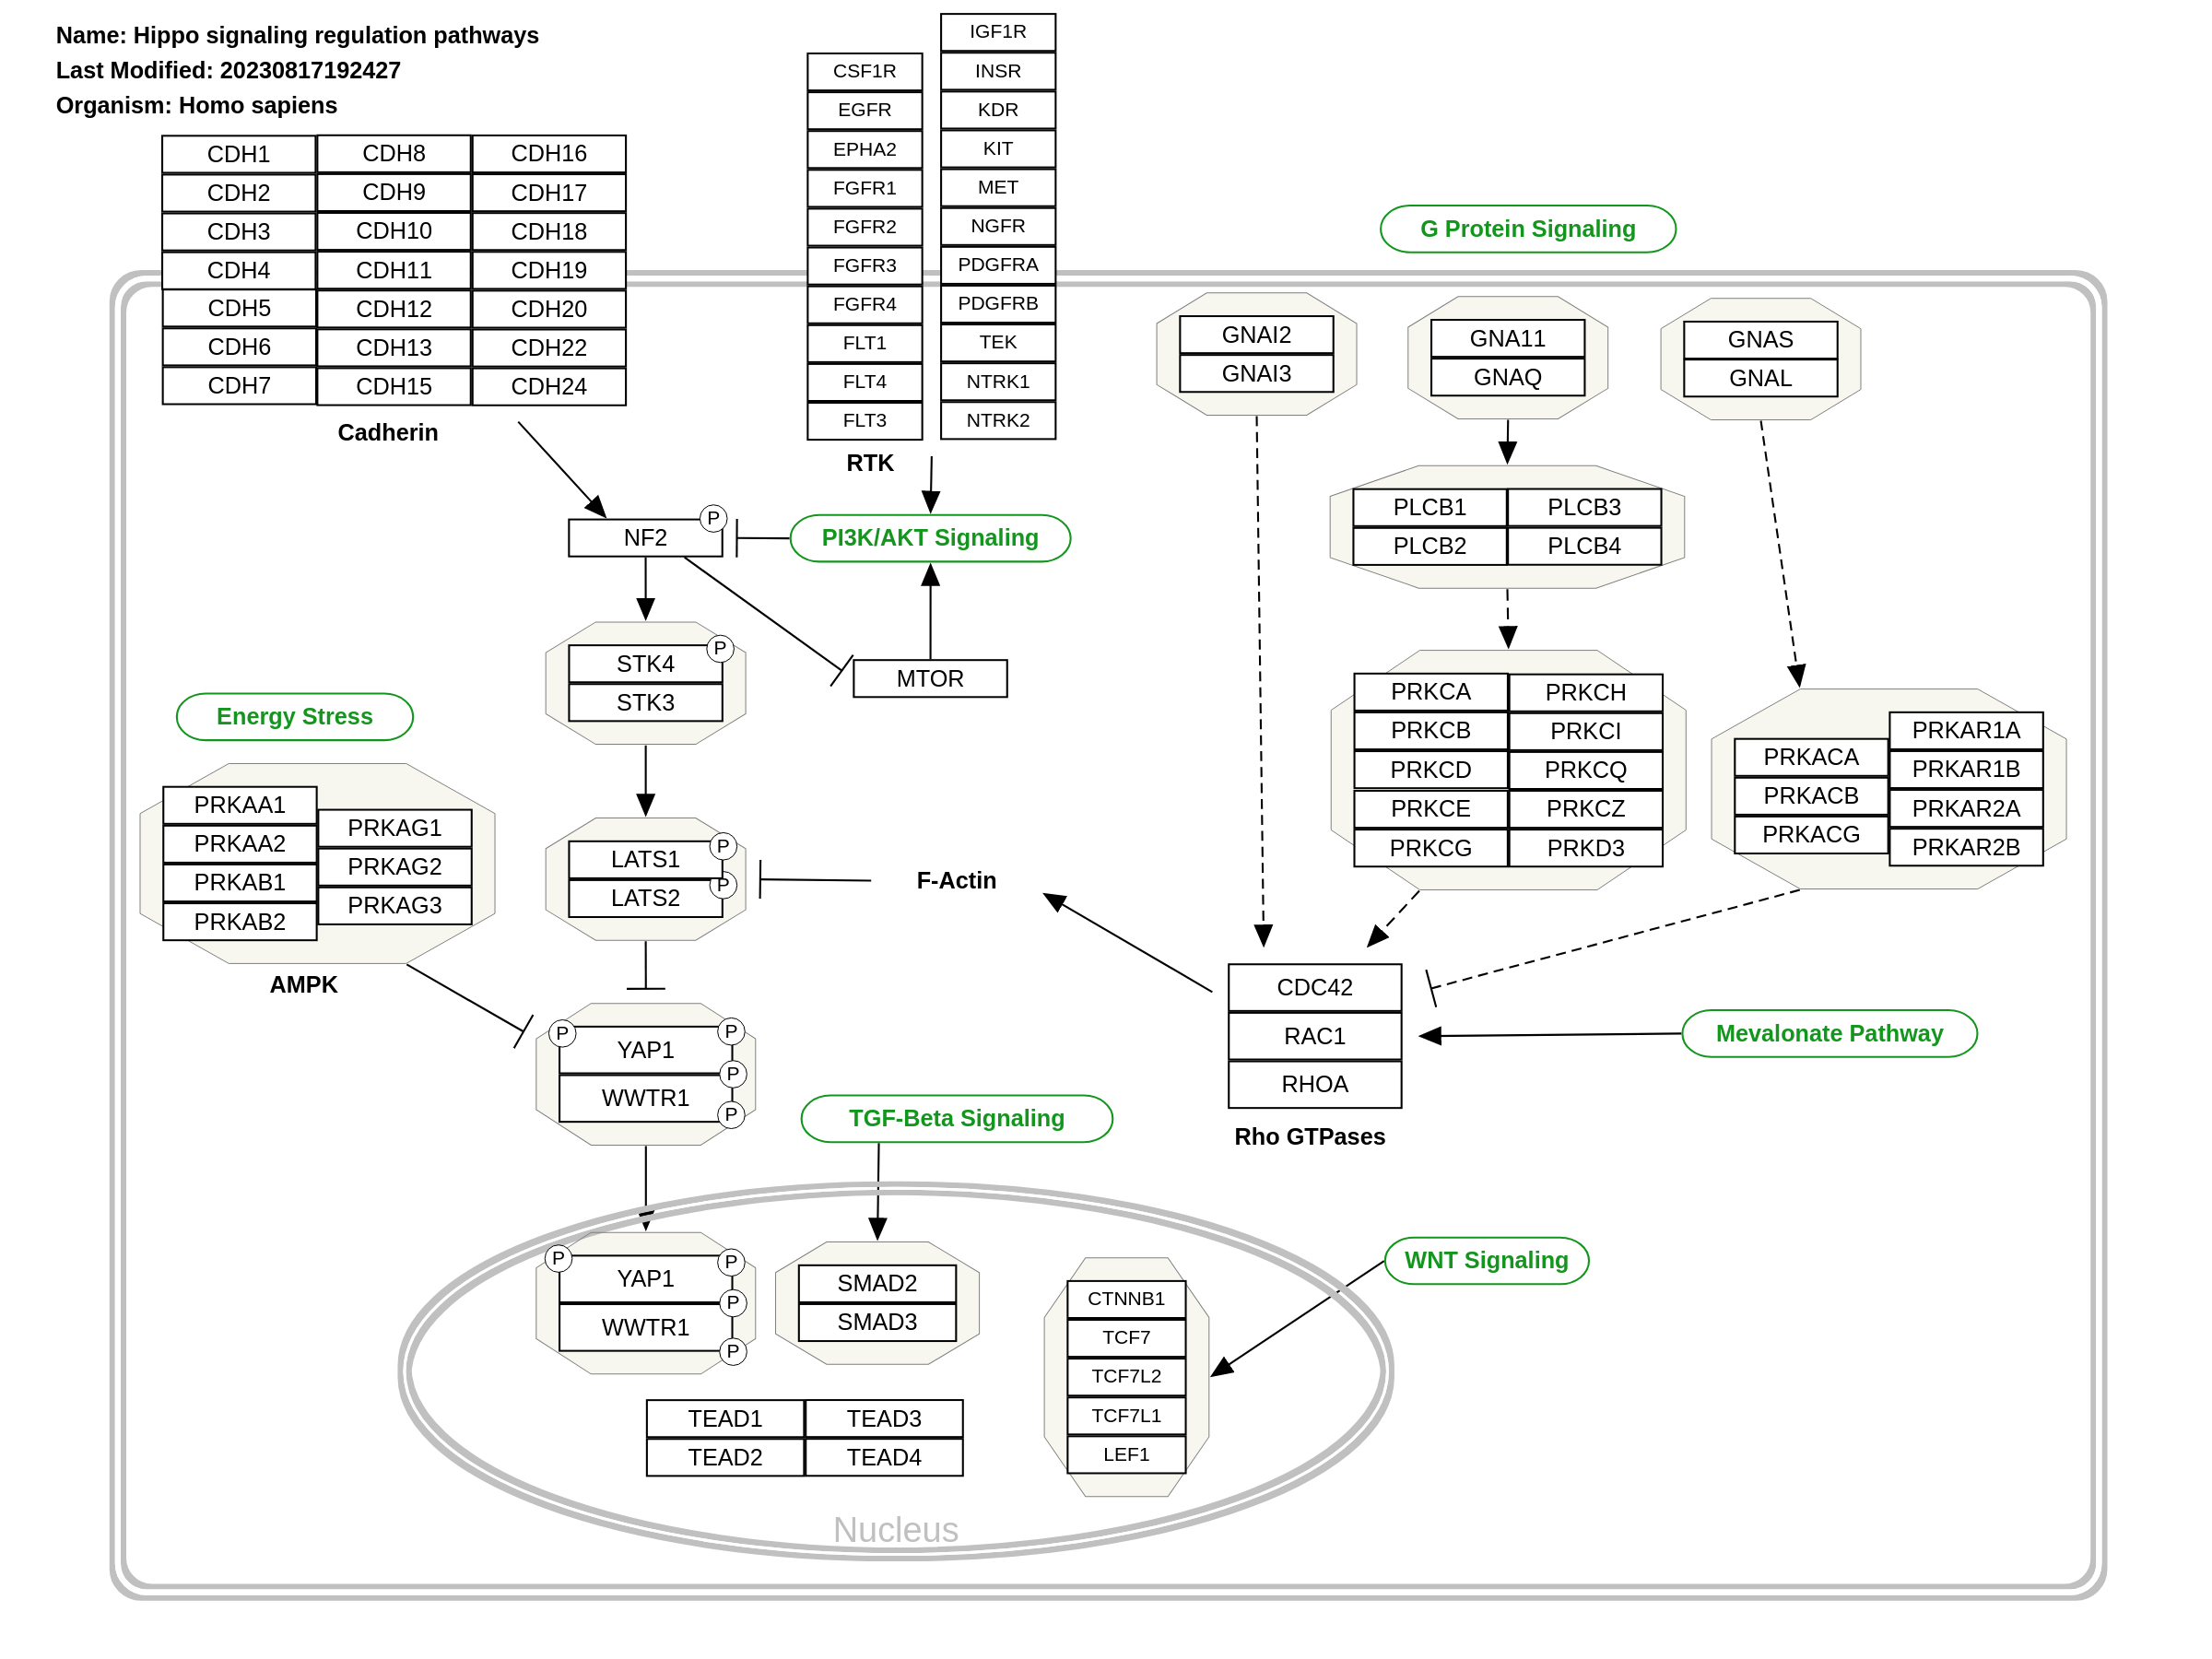 Name: Hippo signaling regulation pathways
Last Modified: 20230817192427
Organism: Homo sapiens
CDH1
CDH2
CDH3
CDH4
CDH5
CDH6
CDH7
CDH8
CDH9
CDH10
CDH11
CDH12
CDH13
CDH15
CDH16
CDH17
CDH18
CDH19
CDH20
CDH22
CDH24
Cadherin
CSF1R
EGFR
EPHA2
FGFR1
FGFR2
FGFR3
FGFR4
FLT1
FLT4
FLT3
IGF1R
INSR
KDR
KIT
MET
NGFR
PDGFRA
PDGFRB
TEK
NTRK1
NTRK2
RTK
G Protein Signaling
GNAI2
GNAI3
GNA11
GNAQ
GNAS
GNAL
PLCB1
PLCB2
PLCB3
PLCB4
NF2
P
PI3K/AKT Signaling
STK4
P
STK3
MTOR
PRKCA
PRKCB
PRKCD
PRKCE
PRKCG
PRKCH
PRKCI
PRKCQ
PRKCZ
PRKD3
PRKACA
PRKACB
PRKACG
PRKAR1A
PRKAR1B
PRKAR2A
PRKAR2B
Energy Stress
PRKAA1
PRKAA2
PRKAB1
PRKAB2
PRKAG1
PRKAG2
PRKAG3
AMPK
LATS1
P
LATS2
P
F-Actin
CDC42
RAC1
RHOA
Rho GTPases
Mevalonate Pathway
P
YAP1
P
P
WWTR1
P
TGF-Beta Signaling
P
YAP1
P
P
WWTR1
P
SMAD2
SMAD3
WNT Signaling
CTNNB1
TCF7
TCF7L2
TCF7L1
LEF1
TEAD1
TEAD2
TEAD3
TEAD4
Nucleus